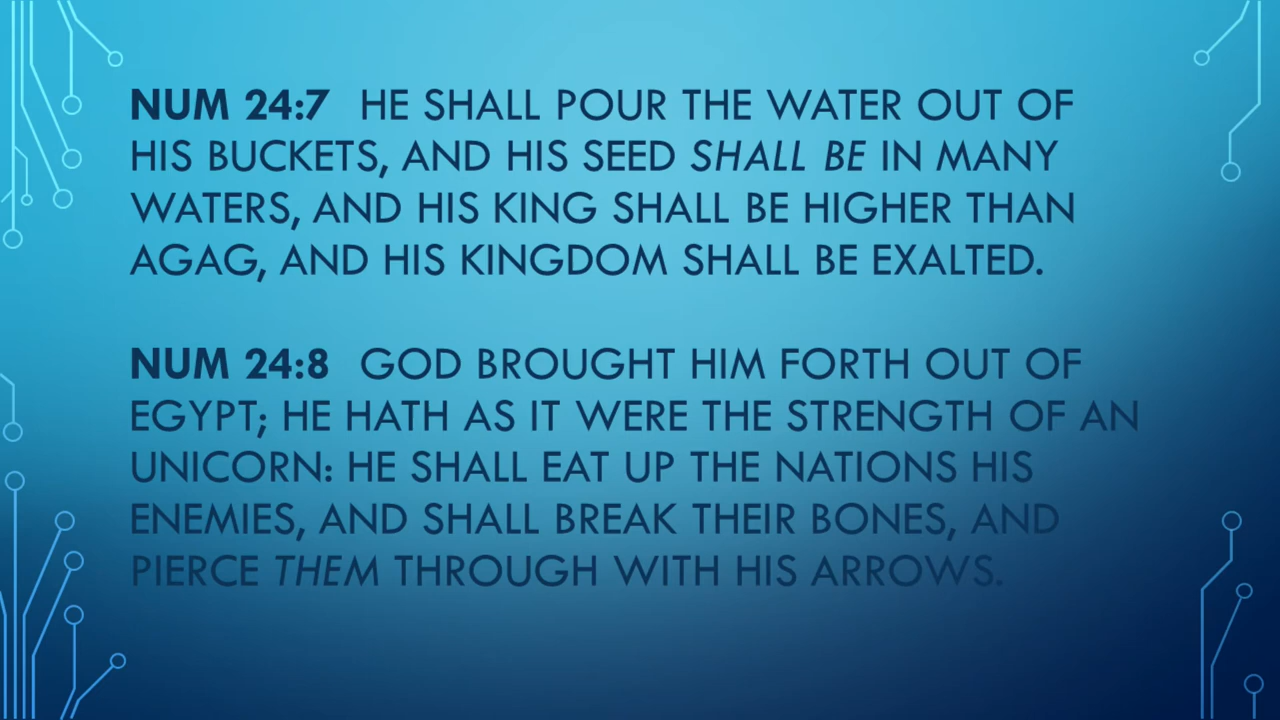 NUM 24:7 HE SHALL POUR THE WATER OUT OF
HIS BUCKETS, AND HIS SEED SHALL BE IN MANY
WATERS, AND HIS KING SHALL BE HIGHER THAN
AGAG, AND HIS KINGDOM SHALL BE EXALTED.
NUM 24:8 GOD BROUGHT HIM FORTH OUT OF
EGYPT; HE HATH AS IT WERE THE STRENGTH OF AN
UNICORN: HE SHALL EAT UP THE NATIONS HIS
ENEMIES, AND SHALL BREAK THEIR BONES, AND
PIERCE THEM THROUGH WITH HIS ARROWS.